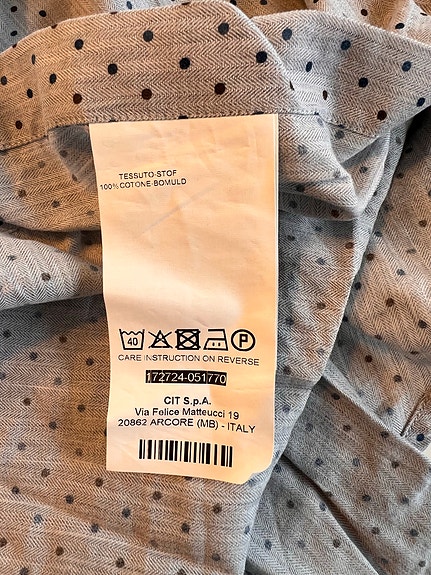 TESSUTO-STOF
100% COTONE-BOMULD
40 P
CARE INSTRUCTION ON REVERSE
172724-051770
CIT S.p.A.
Via Felice Matteucci 19
20862 ARCORE (MB) - ITALY